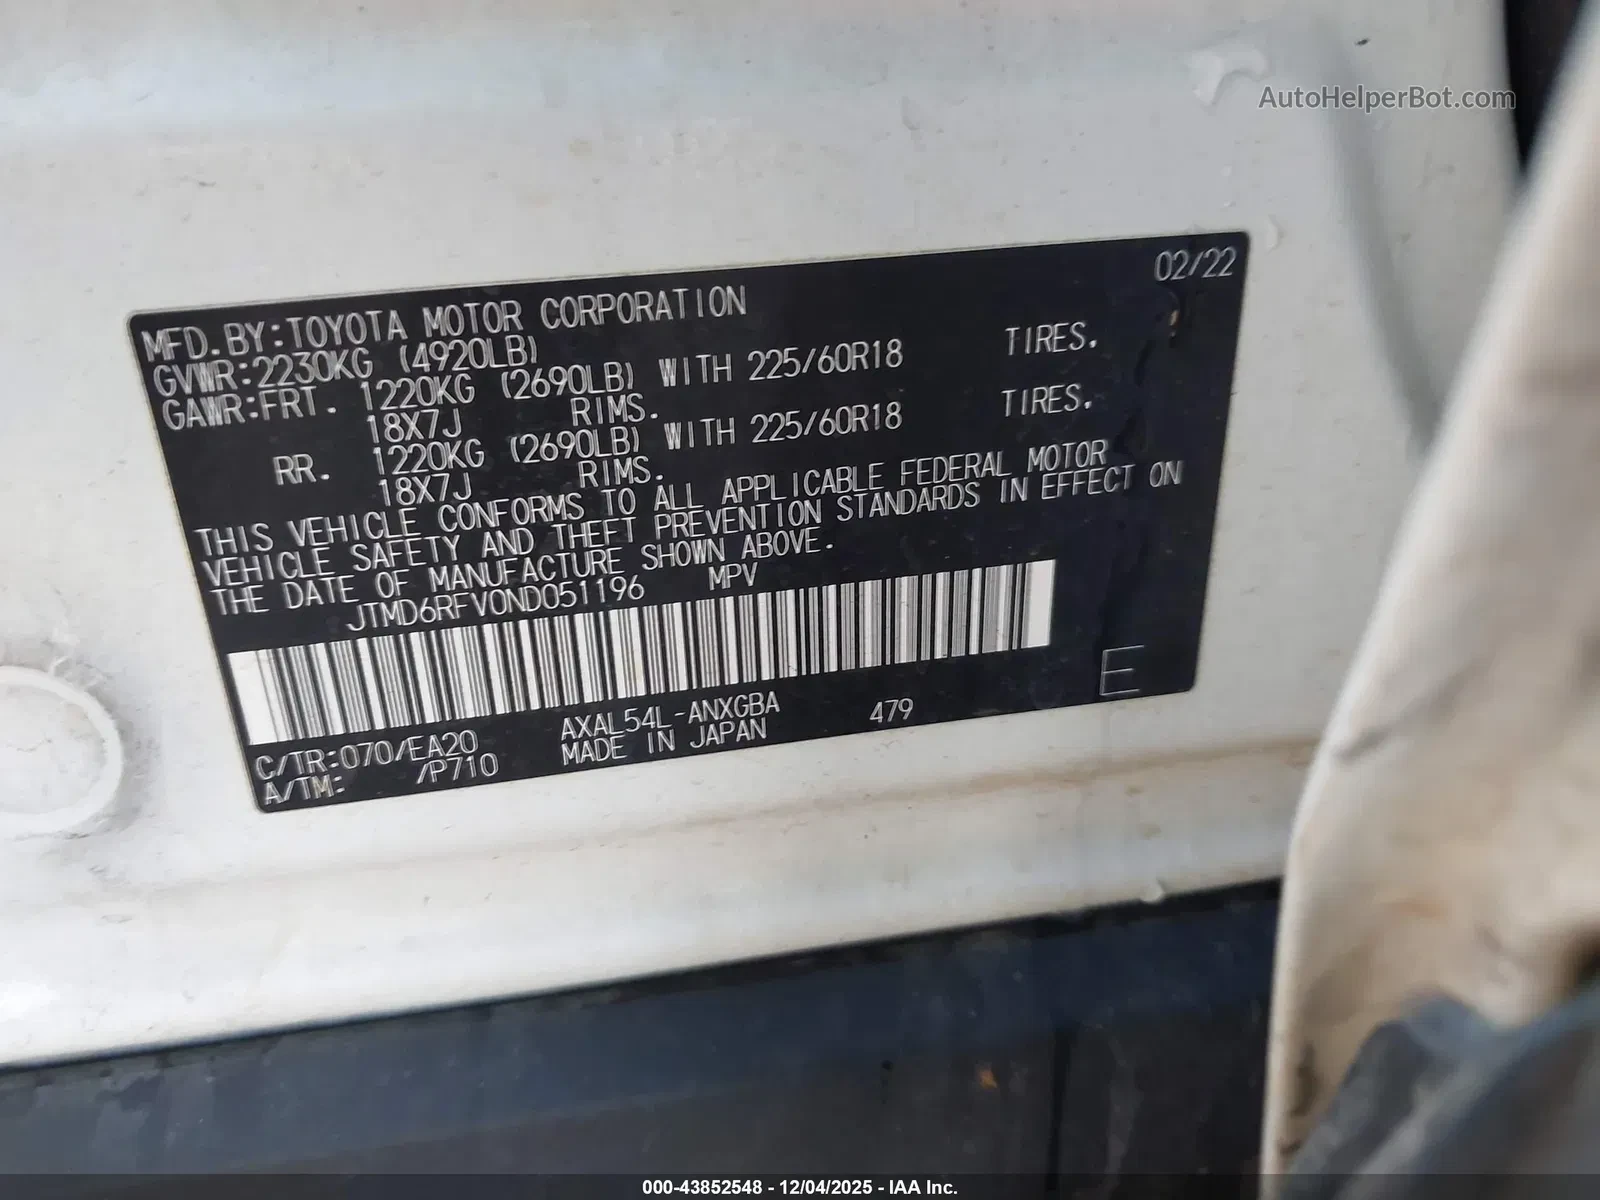 AutoHelperBot.com
02/22
MFD.BY:TOYOTA MOTOR CORPORATION
GVWR:2230KG (4920LB)
GAWR:FRT. 1220KG (2690LB) WITH 225/60R18 TIRES.
18X7J RIMS.
RR. 1220KG (2690LB) WITH 225/60R18 TIRES.
18X7J RIMS.
THIS VEHICLE CONFORMS TO ALL APPLICABLE FEDERAL MOTOR
VEHICLE SAFETY AND THEFT PREVENTION STANDARDS IN EFFECT ON
THE DATE OF MANUFACTURE SHOWN ABOVE.
JTMD6RFV0ND051196 MPV
E
C/TR:070/EA20 AXAL54L-ANXGBA 479
A/TM: /P710 MADE IN JAPAN
000-43852548 - 12/04/2025 - IAA Inc.